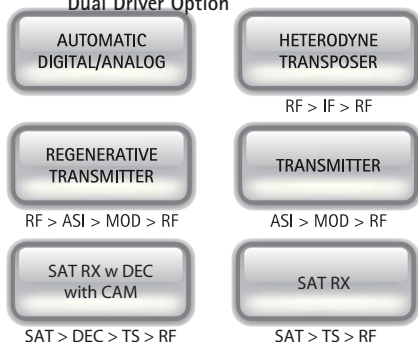 Dual Driver Option
AUTOMATIC
DIGITAL/ANALOG
HETERODYNE
TRANSPOSER
RF > IF > RF
REGENERATIVE
TRANSMITTER
TRANSMITTER
RF > ASI > MOD > RF
ASI > MOD > RF
SAT RX w DEC
with CAM
SAT RX
SAT > DEC > TS > RF
SAT > TS > RF